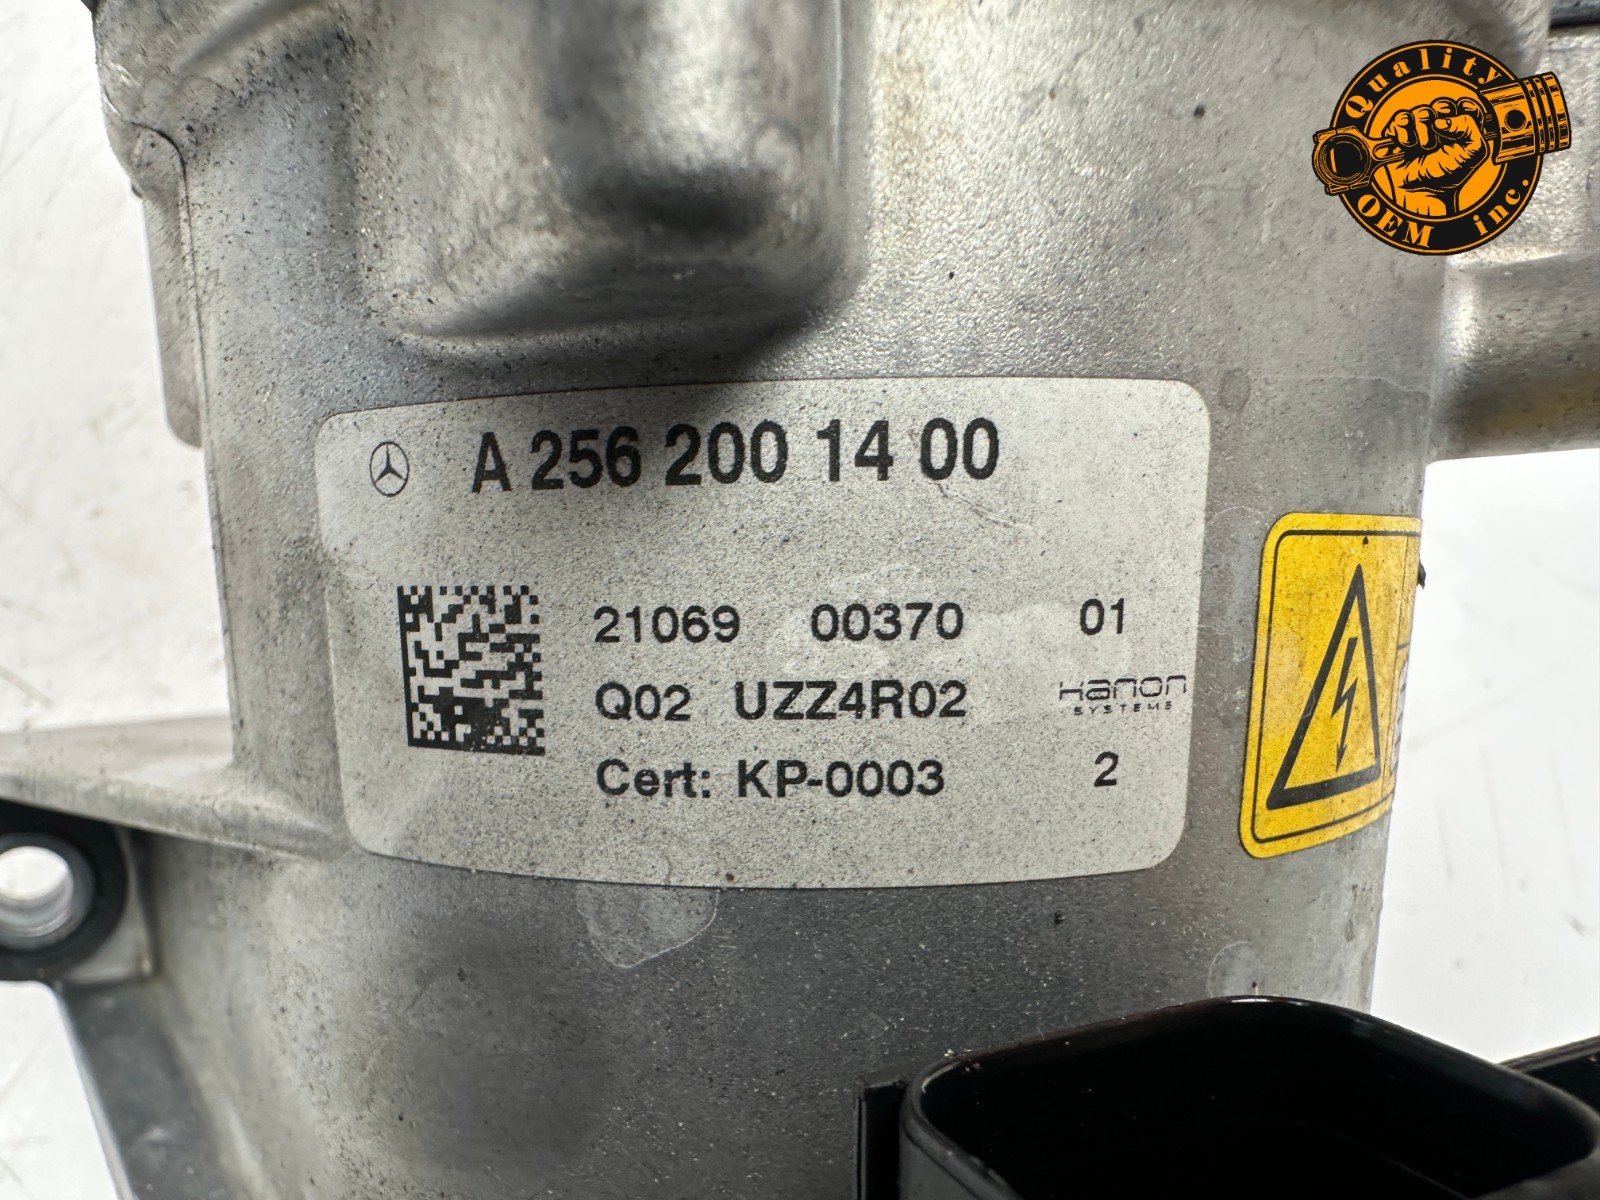 Quality
OEM inc.
A 256 200 14 00
21069 00370 01
Q02 UZZ4R02 Hanon
SYSTEMS
Cert: KP-0003 2